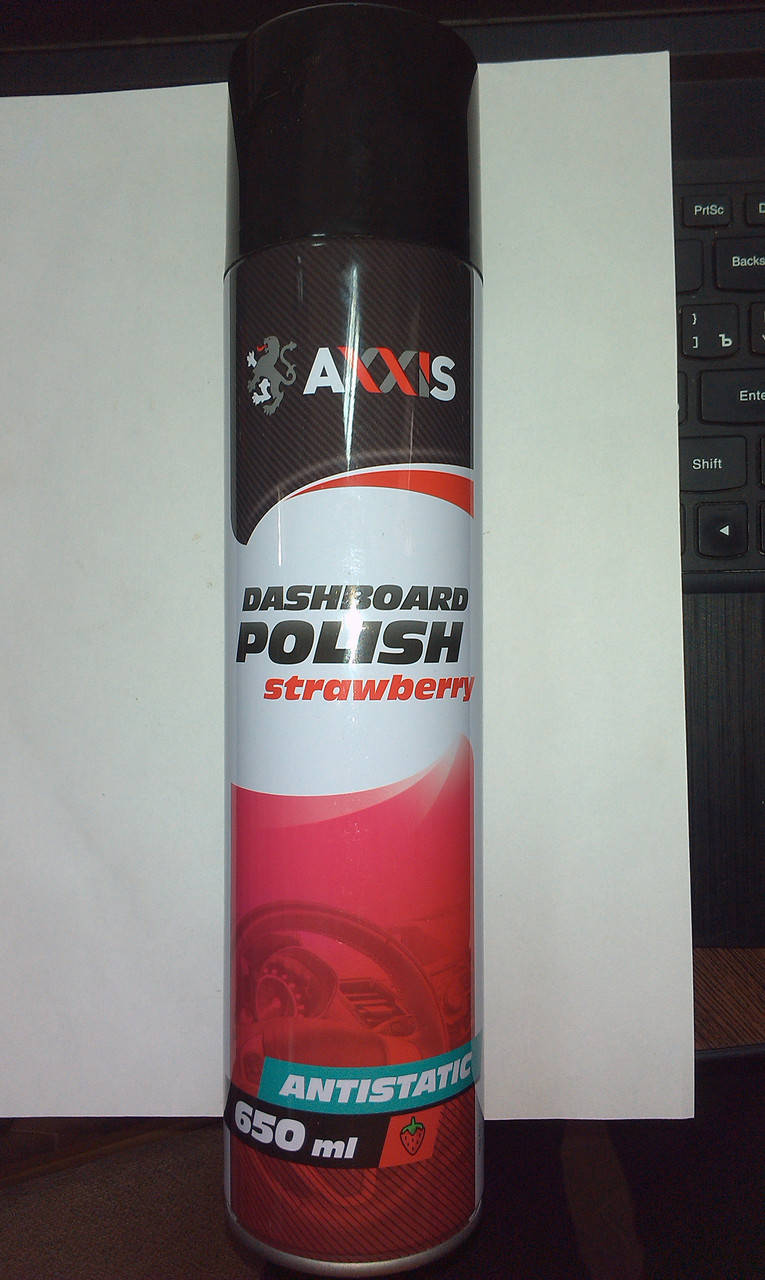 AXXIS
DASHBOARD
POLISH
strawberry
ANTISTATIC
650 ml
PrtSc
Backs
}
] Ъ
Ente
Shift